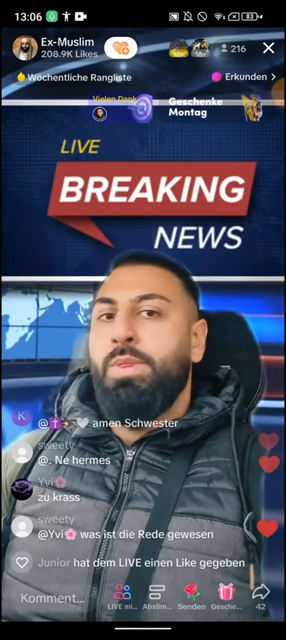 13:06
83
Ex-Muslim
208.9K Likes
216
Wöchentliche Rangliste
Erkunden >
Vielen Dank
Geschenke
Montag
LIVE
BREAKING
NEWS
K
@ amen Schwester
sweety
@. Ne hermes
Yvi🌸
zu krass
sweety
@Yvi🌸 was ist die Rede gewesen
Junior hat dem LIVE einen Like gegeben
Komment...
LIVE mi...
Abstim...
Senden
Gesche...
42